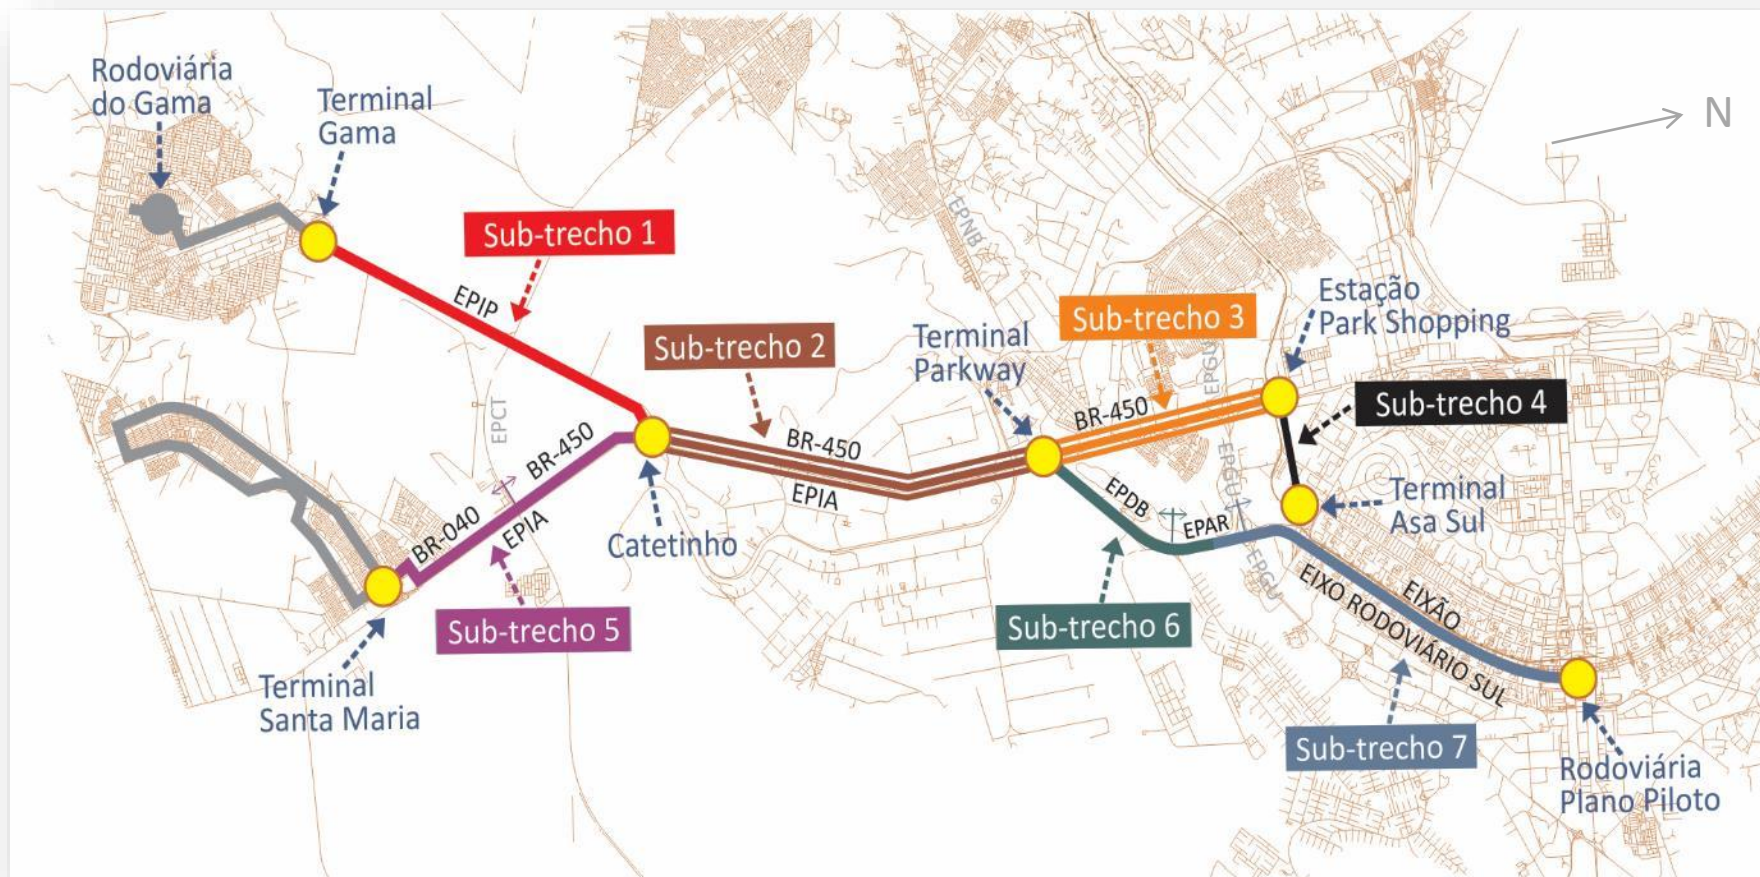 Rodoviária
do Gama
Terminal
Gama
N
Sub-trecho 1
EPNB
EPIP
Sub-trecho 2
Terminal
Parkway
Sub-trecho 3
EPGU
Estação
Park Shopping
BR-450
Sub-trecho 4
EPCT
BR-450
BR-450
EPIA
EPGU
Terminal
Asa Sul
BR-040
EPIA
Catetinho
EPDB
EPAR
EPGU
EIXÃO
EIXO RODOVIÁRIO SUL
Sub-trecho 5
Sub-trecho 6
Terminal
Santa Maria
Sub-trecho 7
Rodoviária
Plano Piloto